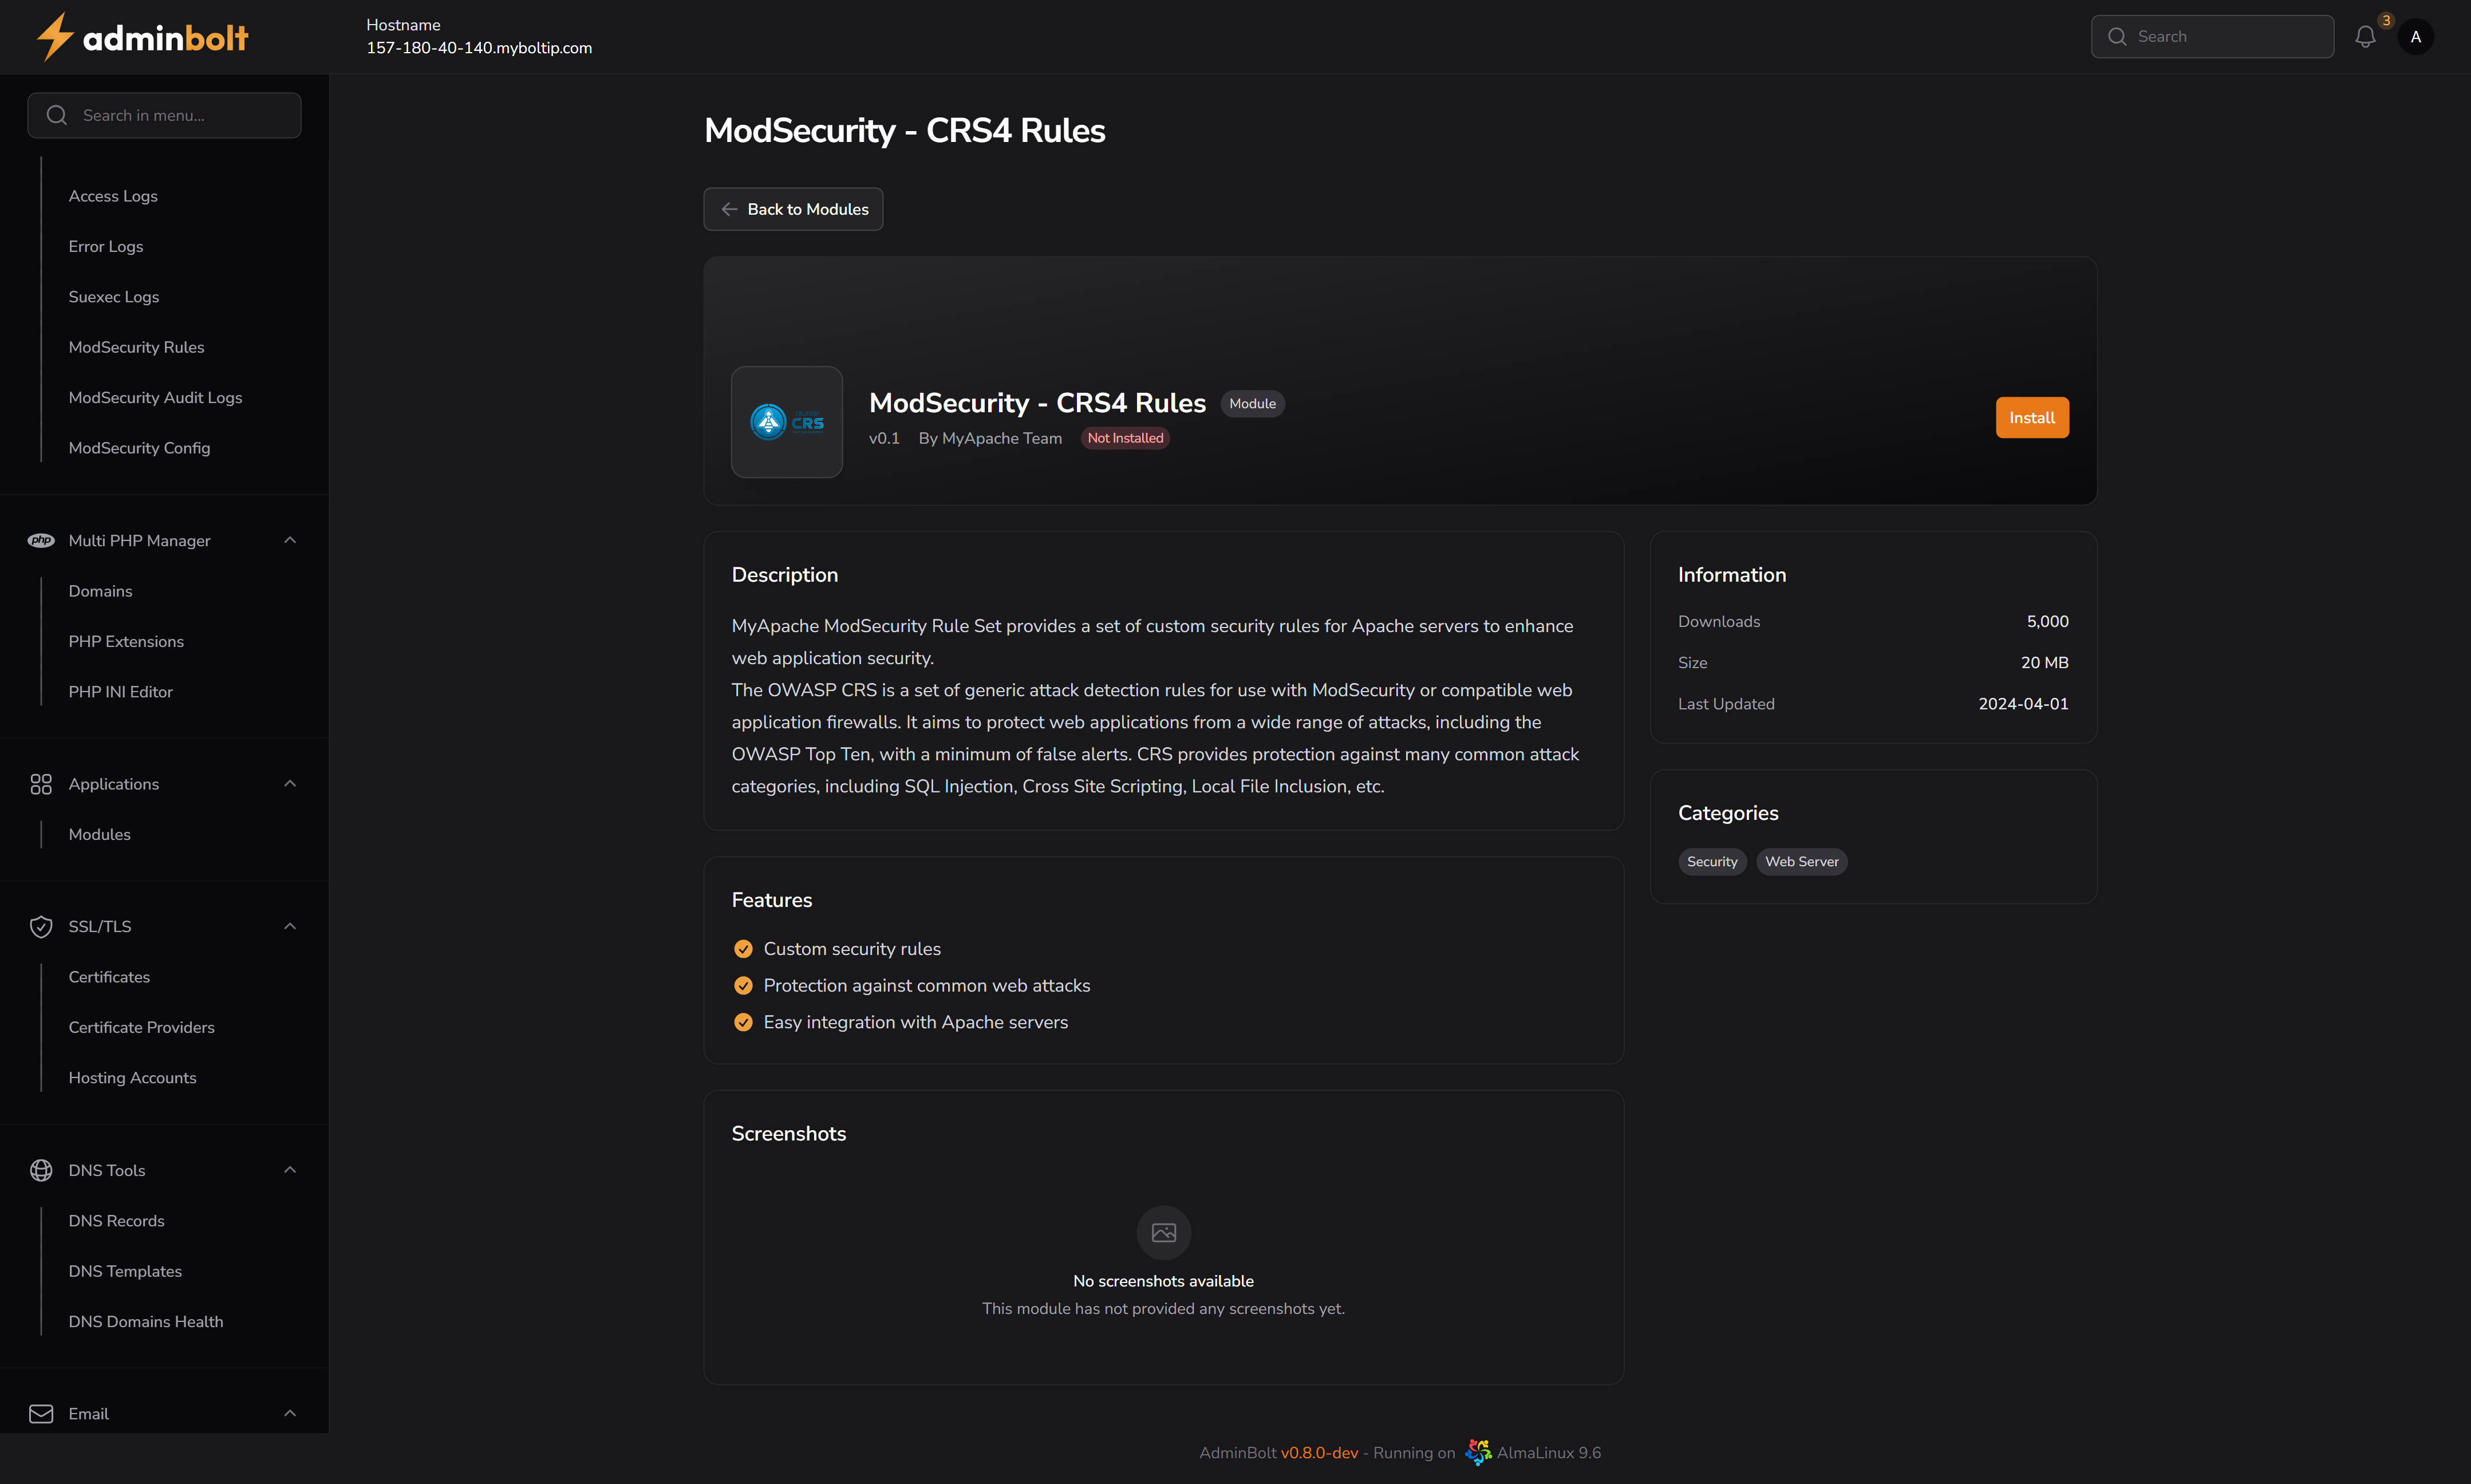 adminbolt
Hostname
157-180-40-140.myboltip.com
Search
3
A
Search in menu...
Access Logs
Error Logs
Suexec Logs
ModSecurity Rules
ModSecurity Audit Logs
ModSecurity Config
php
Multi PHP Manager
Domains
PHP Extensions
PHP INI Editor
Applications
Modules
SSL/TLS
Certificates
Certificate Providers
Hosting Accounts
DNS Tools
DNS Records
DNS Templates
DNS Domains Health
Email
ModSecurity - CRS4 Rules
Back to Modules
CRS
ModSecurity - CRS4 Rules
Module
v0.1 By MyApache Team Not Installed
Install
Description
MyApache ModSecurity Rule Set provides a set of custom security rules for Apache servers to enhance
web application security.
The OWASP CRS is a set of generic attack detection rules for use with ModSecurity or compatible web
application firewalls. It aims to protect web applications from a wide range of attacks, including the
OWASP Top Ten, with a minimum of false alerts. CRS provides protection against many common attack
categories, including SQL Injection, Cross Site Scripting, Local File Inclusion, etc.
Features
Custom security rules
Protection against common web attacks
Easy integration with Apache servers
Screenshots
No screenshots available
This module has not provided any screenshots yet.
Information
Downloads 5,000
Size 20 MB
Last Updated 2024-04-01
Categories
Security Web Server
AdminBolt v0.8.0-dev - Running on AlmaLinux 9.6